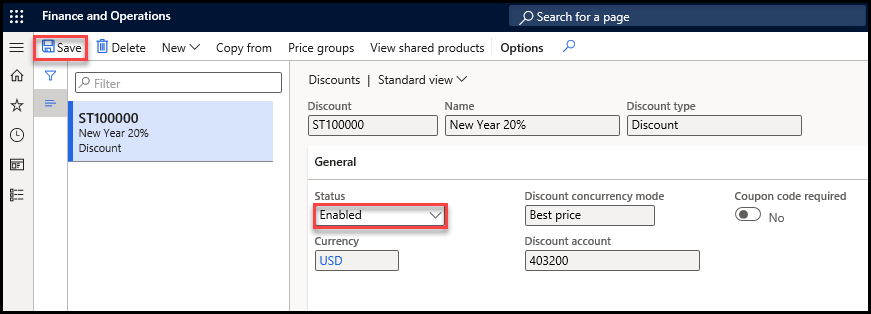 Finance and Operations
Search for a page
Save Delete New Copy from Price groups View shared products Options
Filter
ST100000
New Year 20%
Discount
Discounts | Standard view
Discount Name Discount type
ST100000 New Year 20% Discount
General
Status Discount concurrency mode Coupon code required
Enabled Best price No
Currency Discount account
USD 403200